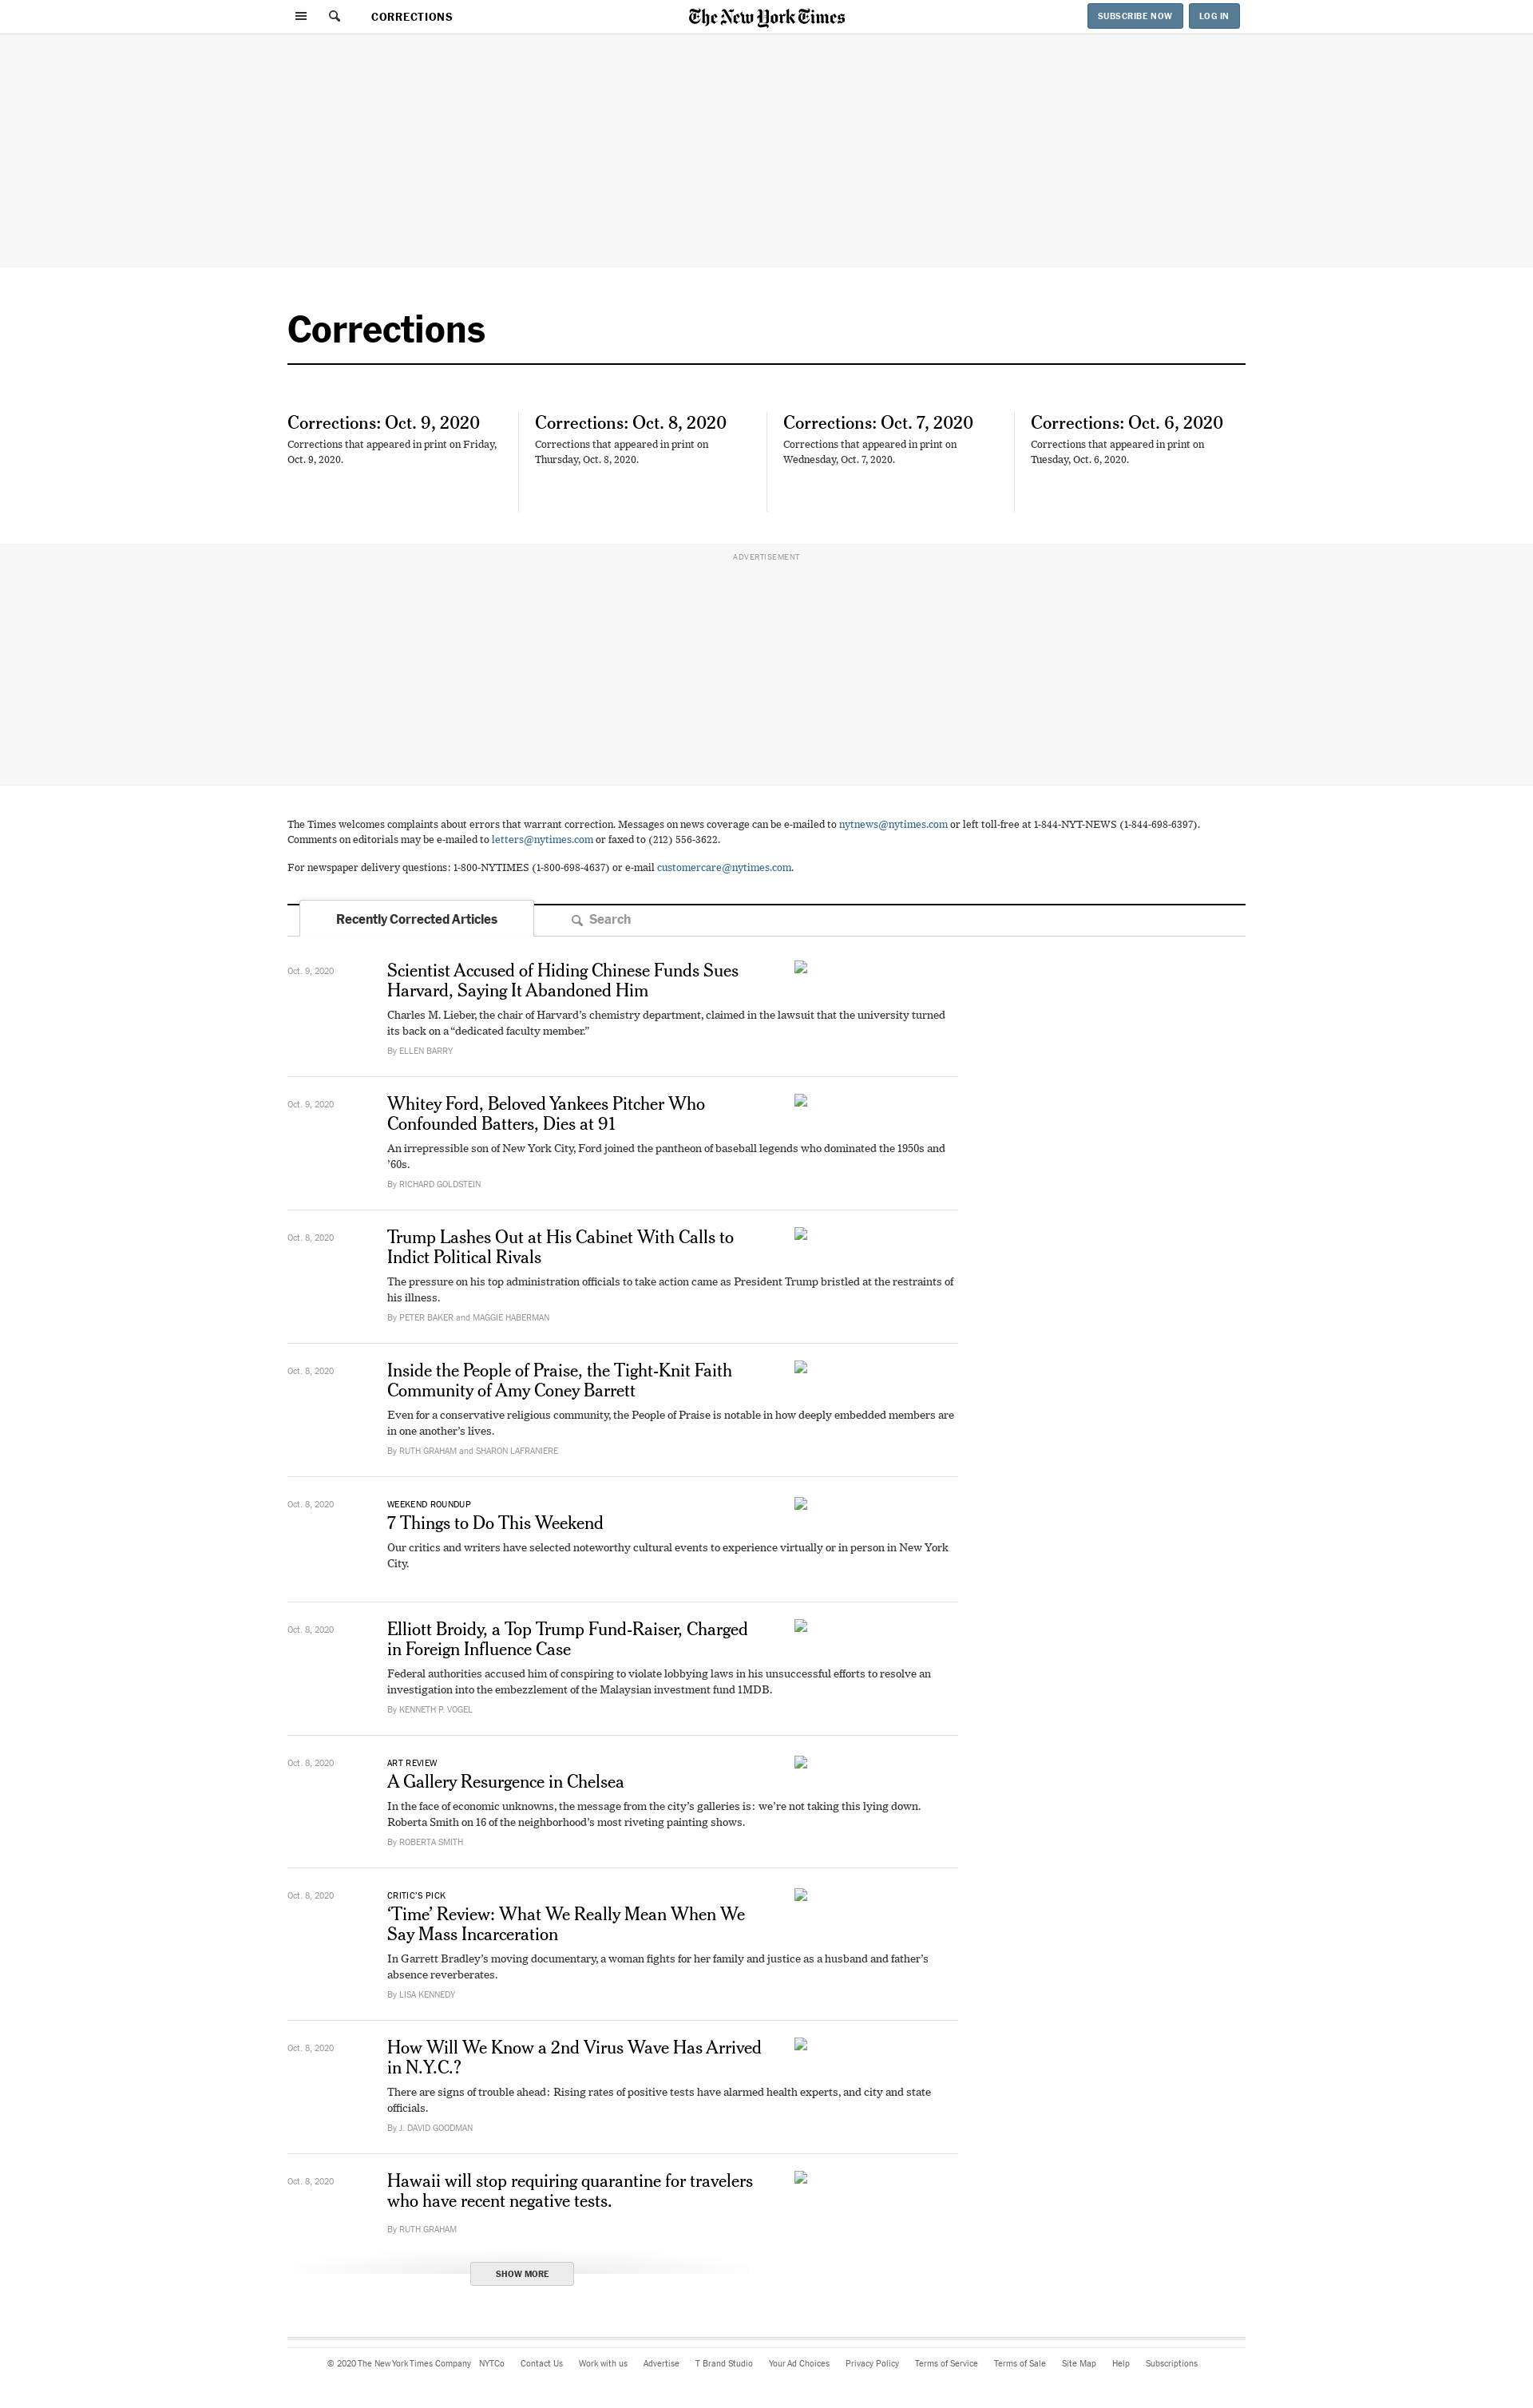 CORRECTIONS
The New York Times
SUBSCRIBE NOW
LOG IN
Corrections
Corrections: Oct. 9, 2020
Corrections that appeared in print on Friday,
Oct. 9, 2020.
Corrections: Oct. 8, 2020
Corrections that appeared in print on
Thursday, Oct. 8, 2020.
Corrections: Oct. 7, 2020
Corrections that appeared in print on
Wednesday, Oct. 7, 2020.
Corrections: Oct. 6, 2020
Corrections that appeared in print on
Tuesday, Oct. 6, 2020.
ADVERTISEMENT
The Times welcomes complaints about errors that warrant correction. Messages on news coverage can be e-mailed to nytnews@nytimes.com or left toll-free at 1-844-NYT-NEWS (1-844-698-6397).
Comments on editorials may be e-mailed to letters@nytimes.com or faxed to (212) 556-3622.
For newspaper delivery questions: 1-800-NYTIMES (1-800-698-4637) or e-mail customercare@nytimes.com.
Recently Corrected Articles
Search
Oct. 9, 2020
Scientist Accused of Hiding Chinese Funds Sues
Harvard, Saying It Abandoned Him
Charles M. Lieber, the chair of Harvard’s chemistry department, claimed in the lawsuit that the university turned
its back on a “dedicated faculty member.”
By ELLEN BARRY
Oct. 9, 2020
Whitey Ford, Beloved Yankees Pitcher Who
Confounded Batters, Dies at 91
An irrepressible son of New York City, Ford joined the pantheon of baseball legends who dominated the 1950s and
’60s.
By RICHARD GOLDSTEIN
Oct. 8, 2020
Trump Lashes Out at His Cabinet With Calls to
Indict Political Rivals
The pressure on his top administration officials to take action came as President Trump bristled at the restraints of
his illness.
By PETER BAKER and MAGGIE HABERMAN
Oct. 8, 2020
Inside the People of Praise, the Tight-Knit Faith
Community of Amy Coney Barrett
Even for a conservative religious community, the People of Praise is notable in how deeply embedded members are
in one another’s lives.
By RUTH GRAHAM and SHARON LAFRANIERE
Oct. 8, 2020
WEEKEND ROUNDUP
7 Things to Do This Weekend
Our critics and writers have selected noteworthy cultural events to experience virtually or in person in New York
City.
Oct. 8, 2020
Elliott Broidy, a Top Trump Fund-Raiser, Charged
in Foreign Influence Case
Federal authorities accused him of conspiring to violate lobbying laws in his unsuccessful efforts to resolve an
investigation into the embezzlement of the Malaysian investment fund 1MDB.
By KENNETH P. VOGEL
Oct. 8, 2020
ART REVIEW
A Gallery Resurgence in Chelsea
In the face of economic unknowns, the message from the city’s galleries is: we’re not taking this lying down.
Roberta Smith on 16 of the neighborhood’s most riveting painting shows.
By ROBERTA SMITH
Oct. 8, 2020
CRITIC’S PICK
‘Time’ Review: What We Really Mean When We
Say Mass Incarceration
In Garrett Bradley’s moving documentary, a woman fights for her family and justice as a husband and father’s
absence reverberates.
By LISA KENNEDY
Oct. 8, 2020
How Will We Know a 2nd Virus Wave Has Arrived
in N.Y.C.?
There are signs of trouble ahead: Rising rates of positive tests have alarmed health experts, and city and state
officials.
By J. DAVID GOODMAN
Oct. 8, 2020
Hawaii will stop requiring quarantine for travelers
who have recent negative tests.
By RUTH GRAHAM
SHOW MORE
© 2020 The New York Times Company NYTCo Contact Us Work with us Advertise T Brand Studio Your Ad Choices Privacy Policy Terms of Service Terms of Sale Site Map Help Subscriptions